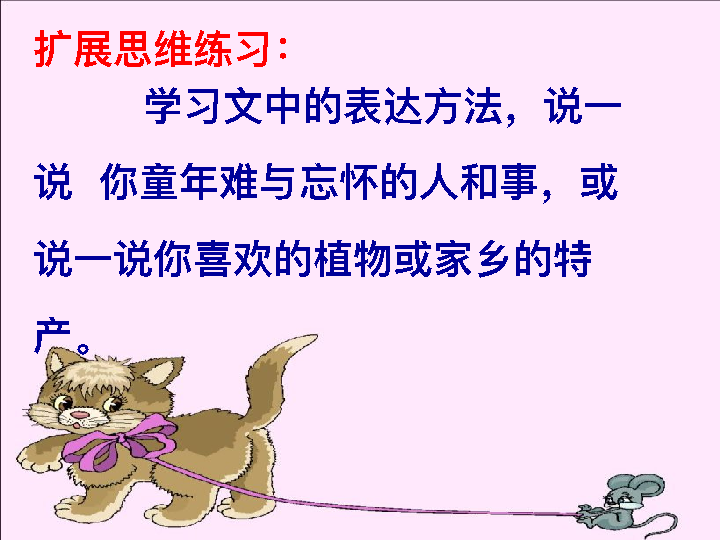 扩展思维练习：
学习文中的表达方法，说一
说 你童年难与忘怀的人和事，或
说一说你喜欢的植物或家乡的特
产。